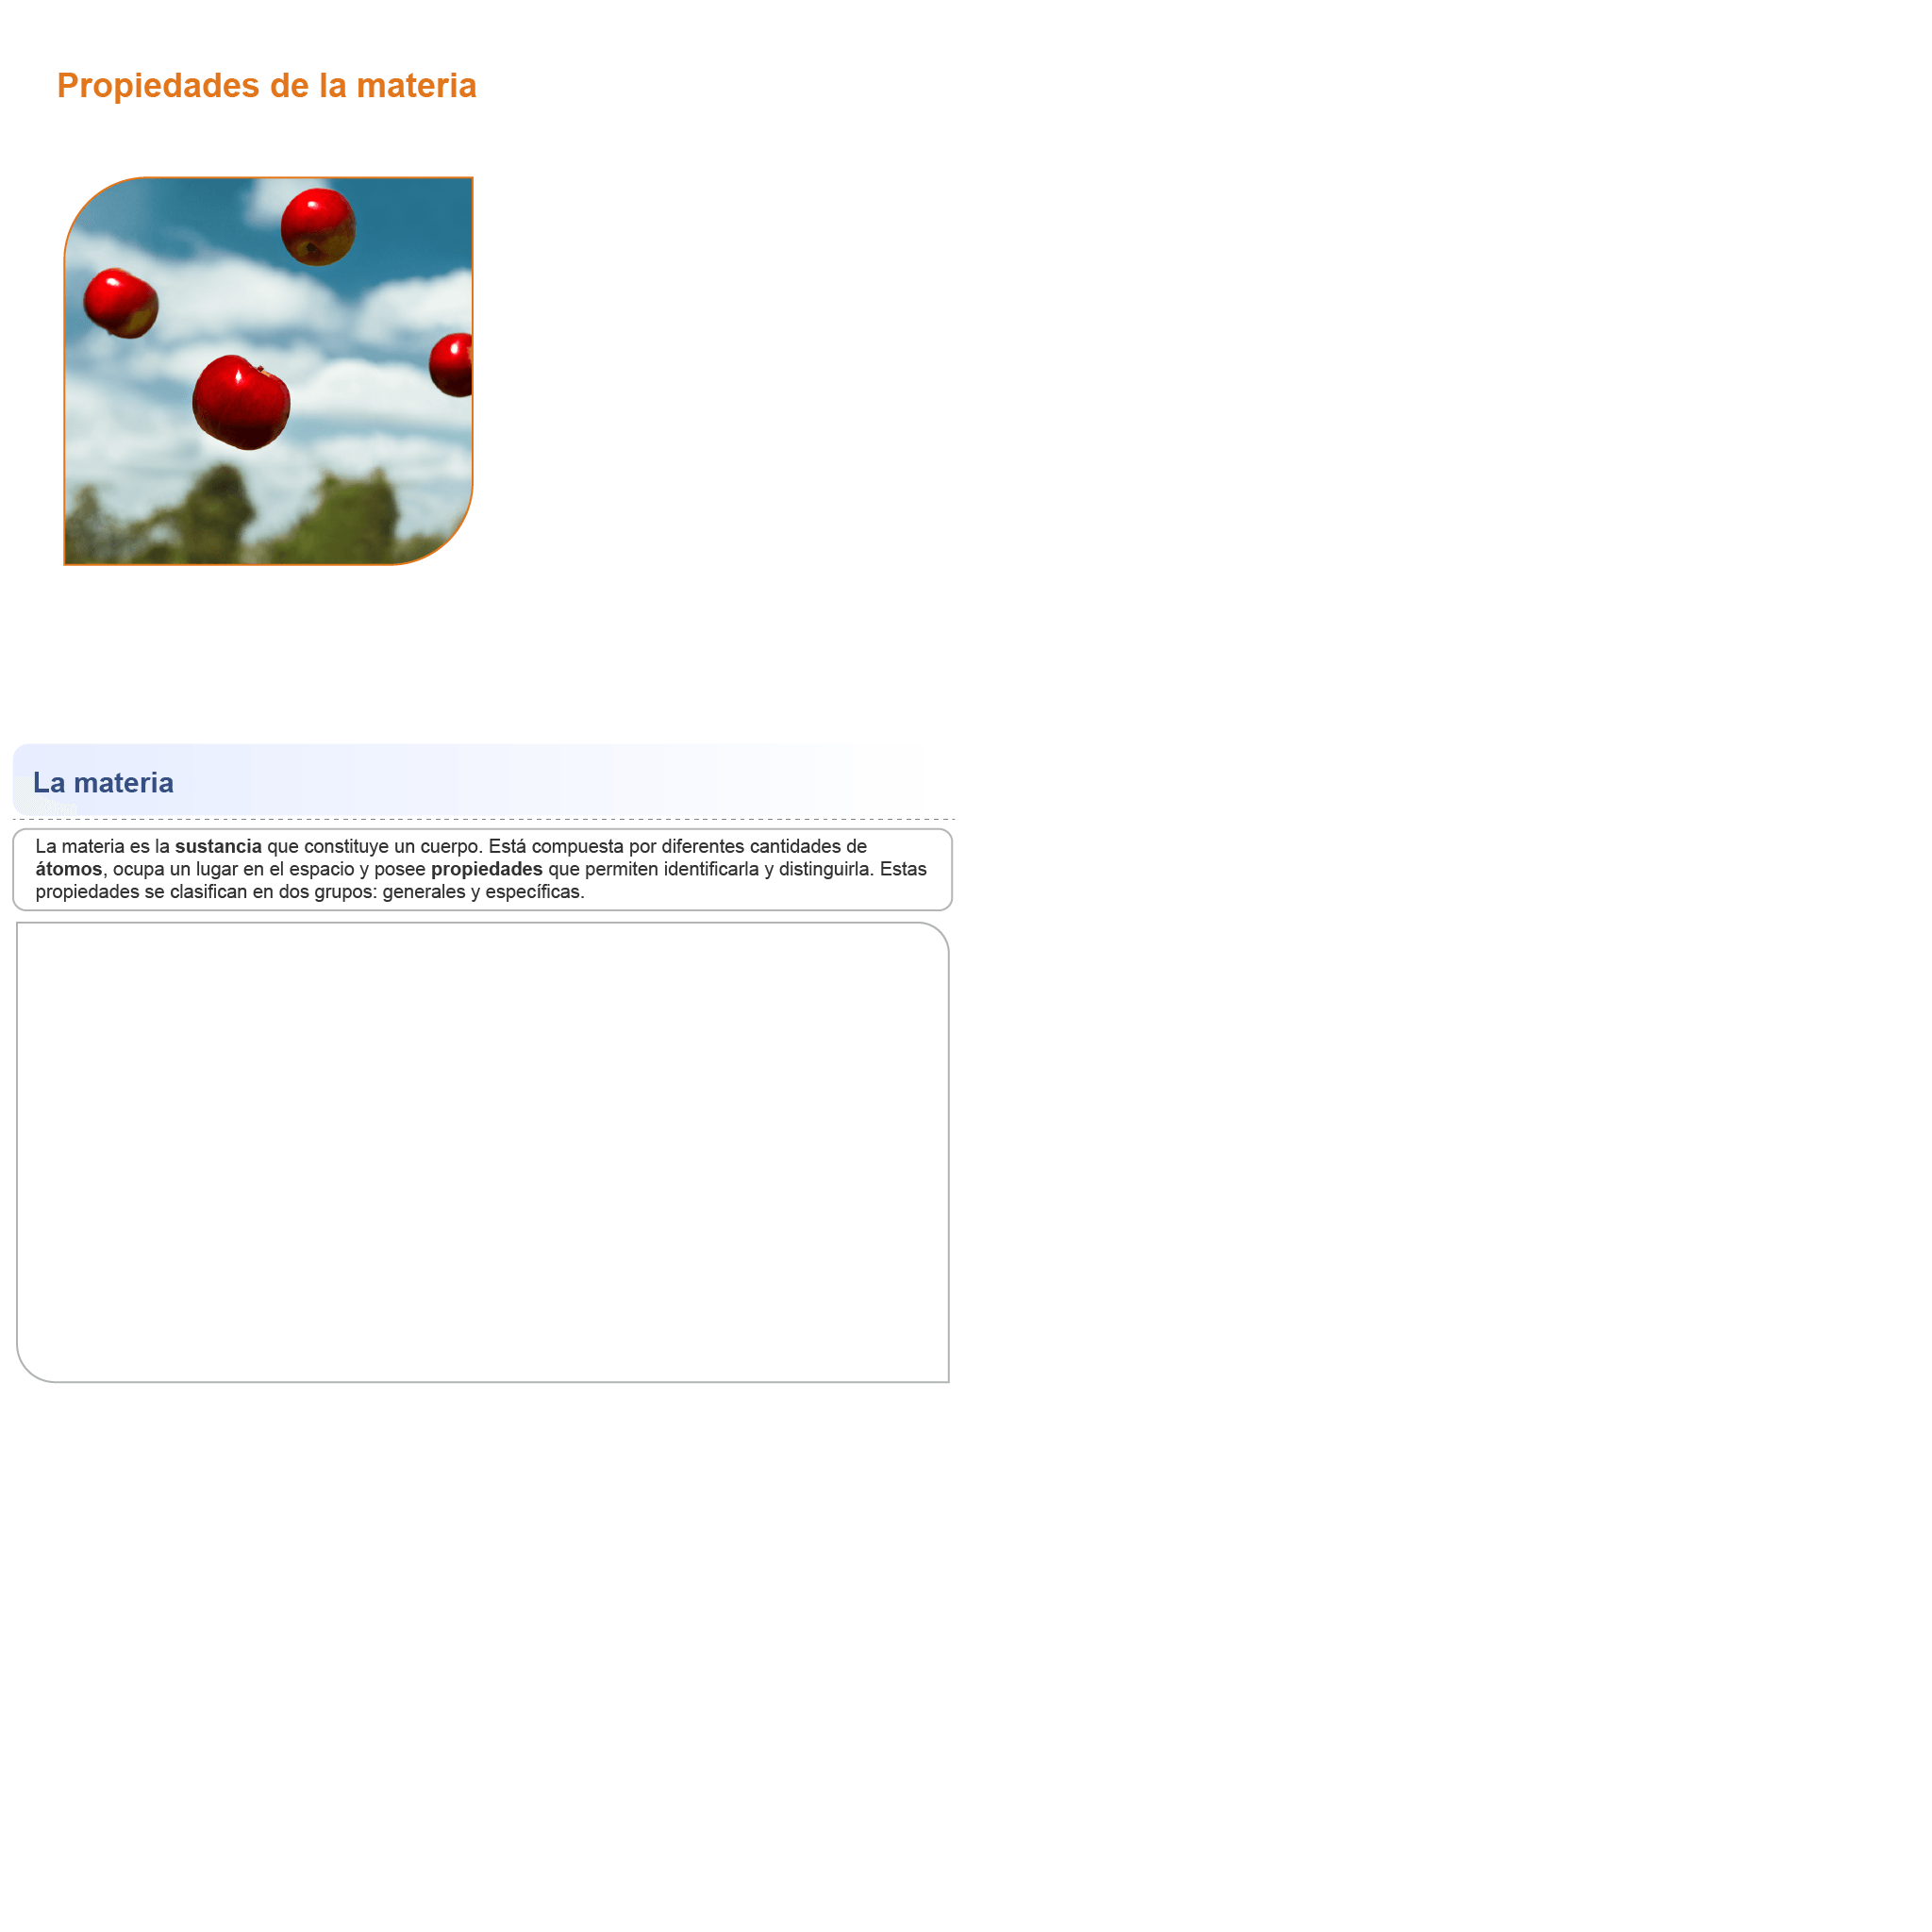 Propiedades de la materia
La materia
La materia es la sustancia que constituye un cuerpo. Está compuesta por diferentes cantidades de
átomos, ocupa un lugar en el espacio y posee propiedades que permiten identificarla y distinguirla. Estas
propiedades se clasifican en dos grupos: generales y específicas.